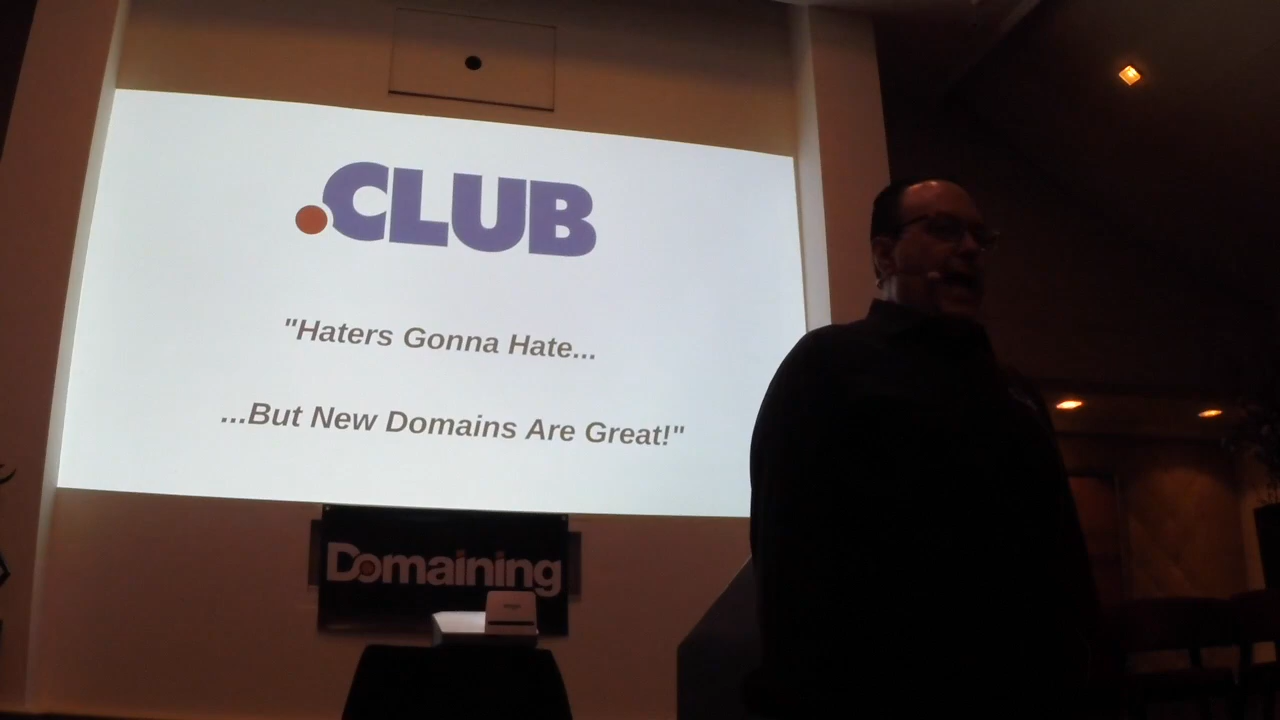 .CLUB
"Haters Gonna Hate...
...But New Domains Are Great!"
Domaining